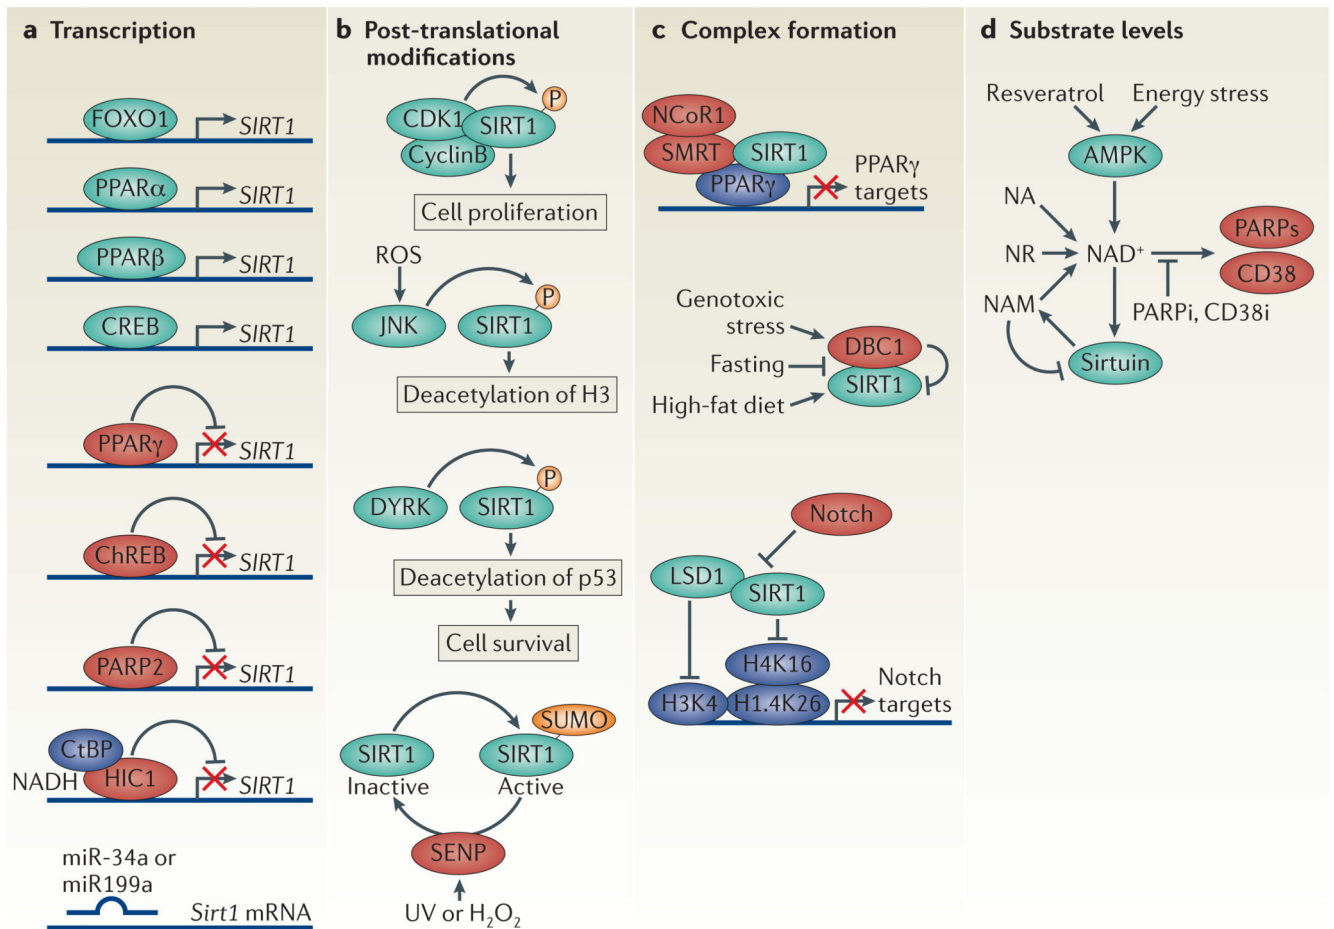 a Transcription
FOXO1
SIRT1
PPARα
SIRT1
PPARβ
SIRT1
CREB
SIRT1
PPARγ
SIRT1
ChREB
SIRT1
PARP2
SIRT1
CtBP
NADH
HIC1
SIRT1
miR-34a or
miR199a
Sirt1 mRNA
b Post-translational
modifications
P
CDK1
SIRT1
CyclinB
Cell proliferation
ROS
P
JNK
SIRT1
Deacetylation of H3
P
DYRK
SIRT1
Deacetylation of p53
Cell survival
SUMO
SIRT1
SIRT1
Inactive
Active
SENP
UV or H₂O₂
c Complex formation
NCoR1
SMRT
SIRT1
PPARγ
PPARγ
targets
Genotoxic
stress
DBC1
Fasting
SIRT1
High-fat diet
Notch
LSD1
SIRT1
H4K16
H3K4
H1.4K26
Notch
targets
d Substrate levels
Resveratrol
Energy stress
AMPK
NA
PARPs
NR
NAD⁺
CD38
NAM
PARPi, CD38i
Sirtuin